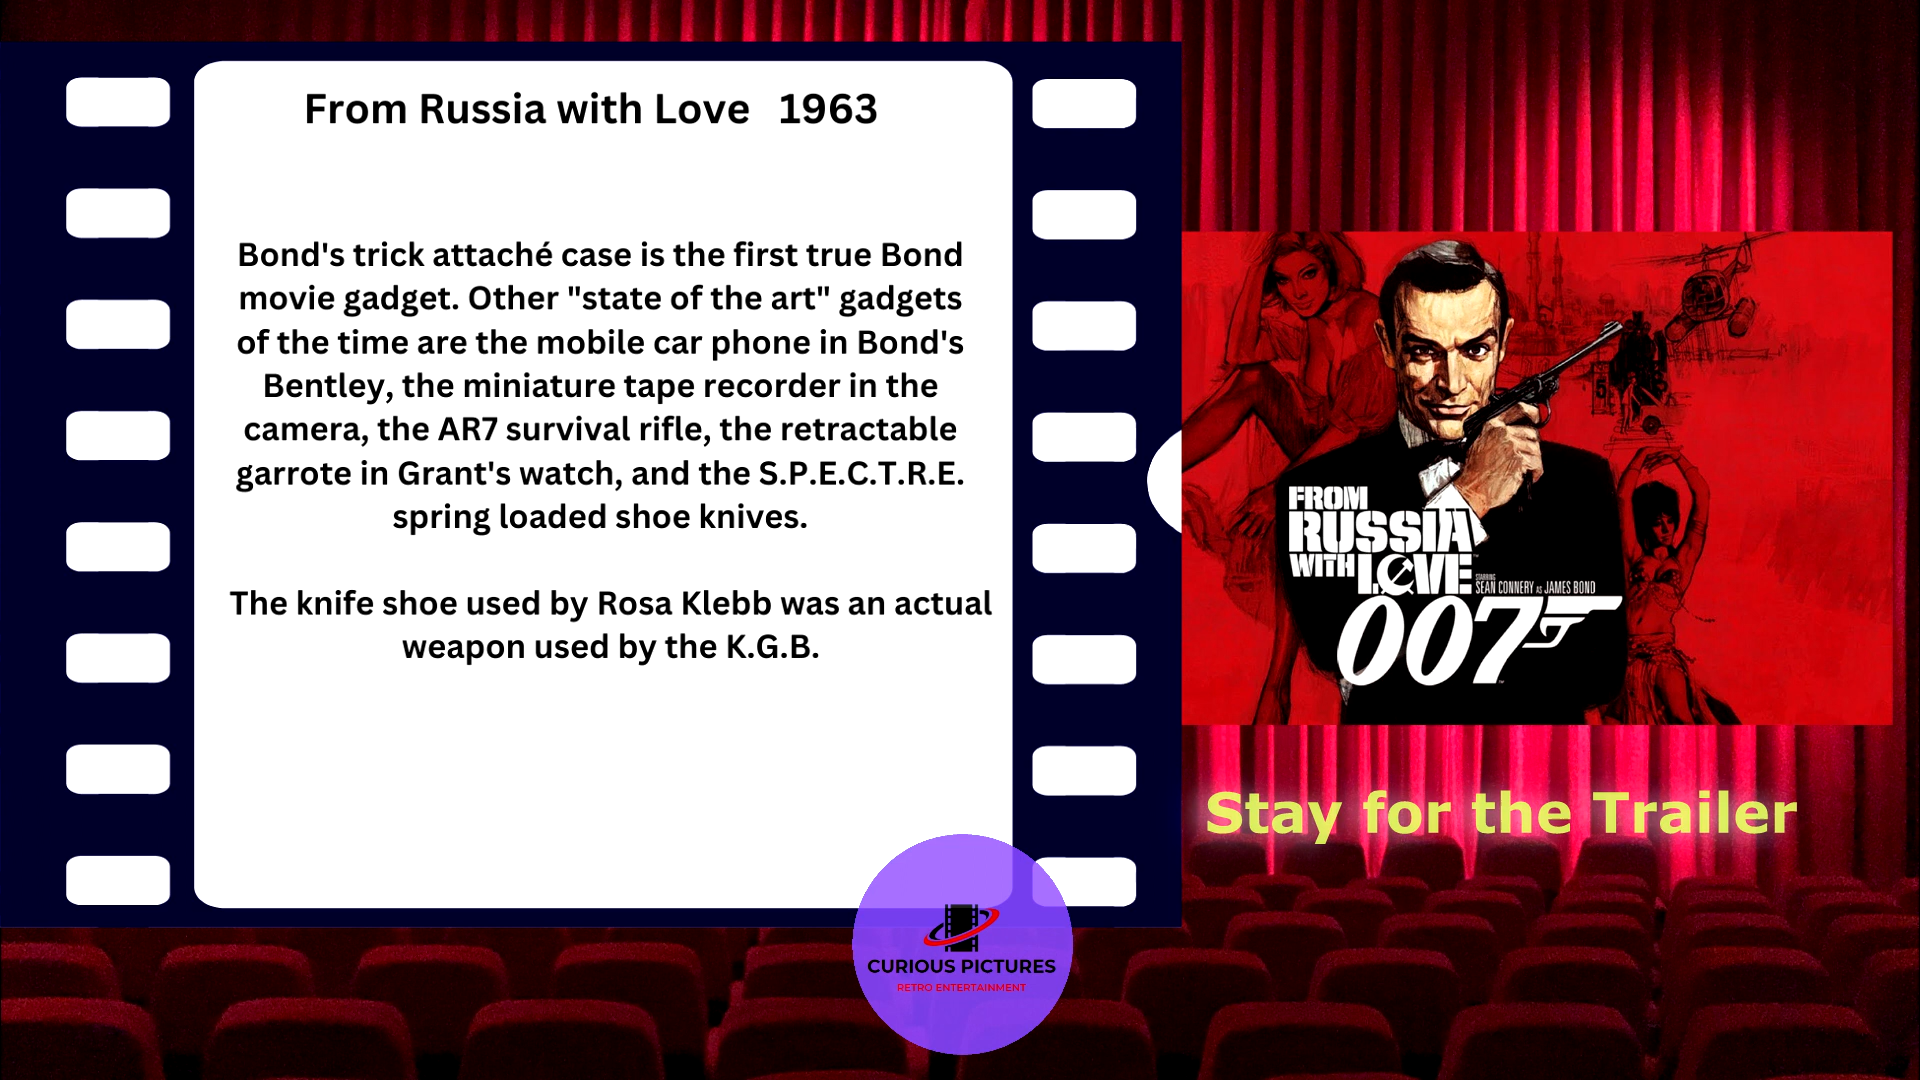 From Russia with Love 1963
Bond's trick attaché case is the first true Bond
movie gadget. Other "state of the art" gadgets
of the time are the mobile car phone in Bond's
Bentley, the miniature tape recorder in the
camera, the AR7 survival rifle, the retractable
garrote in Grant's watch, and the S.P.E.C.T.R.E.
spring loaded shoe knives.
The knife shoe used by Rosa Klebb was an actual
weapon used by the K.G.B.
FROM
RUSSIA
WITH LOVE
STARRING
SEAN CONNERY AS JAMES BOND
007
Stay for the Trailer
CURIOUS PICTURES
RETRO ENTERTAINMENT